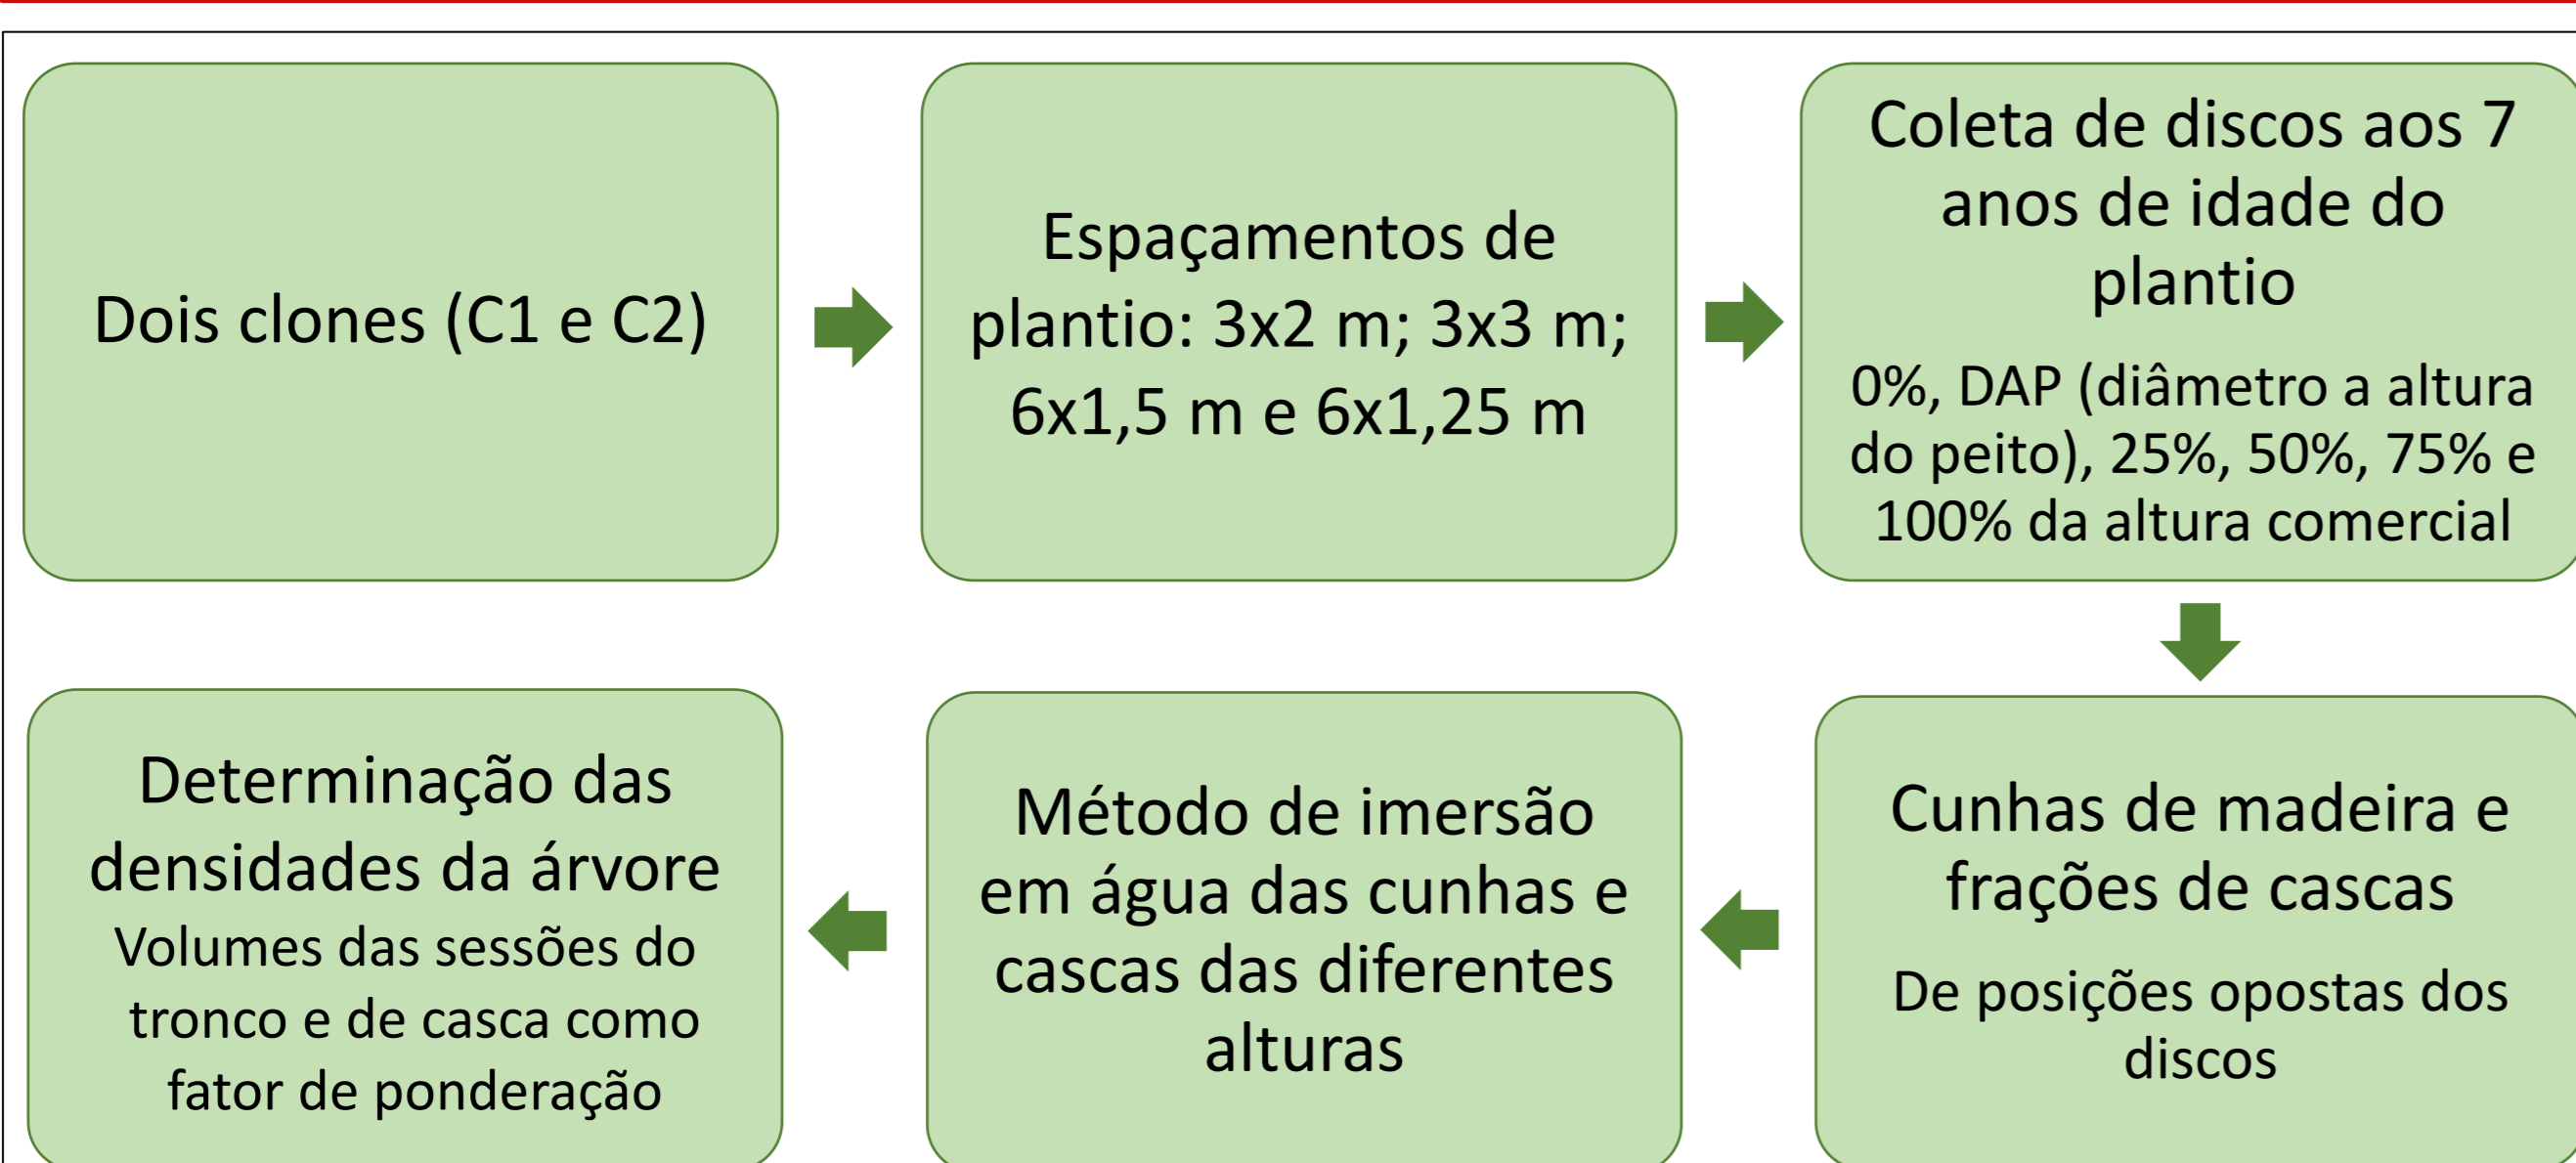 Dois clones (C1 e C2)
Espaçamentos de
plantio: 3x2 m; 3x3 m;
6x1,5 m e 6x1,25 m
Coleta de discos aos 7
anos de idade do
plantio
0%, DAP (diâmetro a altura
do peito), 25%, 50%, 75% e
100% da altura comercial
Cunhas de madeira e
frações de cascas
De posições opostas dos
discos
Método de imersão
em água das cunhas e
cascas das diferentes
alturas
Determinação das
densidades da árvore
Volumes das sessões do
tronco e de casca como
fator de ponderação